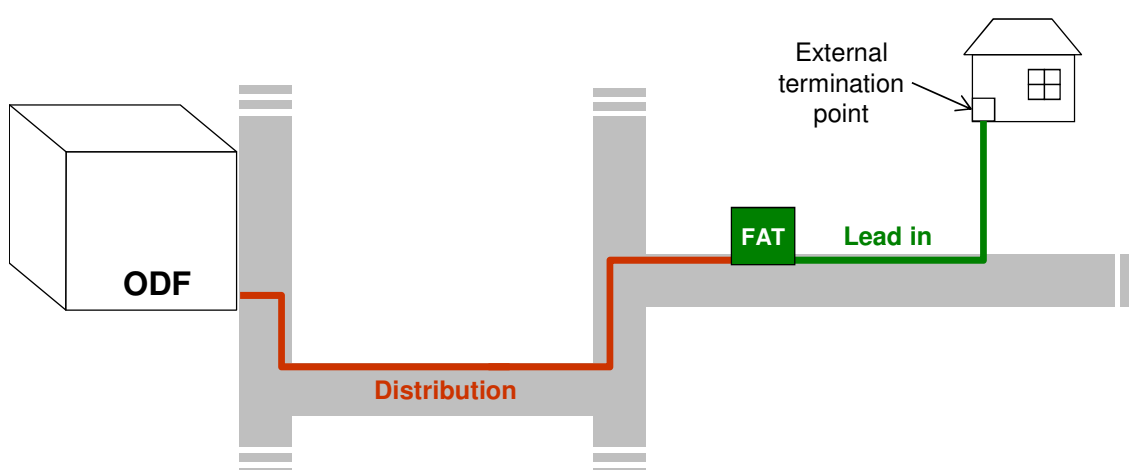 External
termination
point
FAT
Lead in
ODF
Distribution